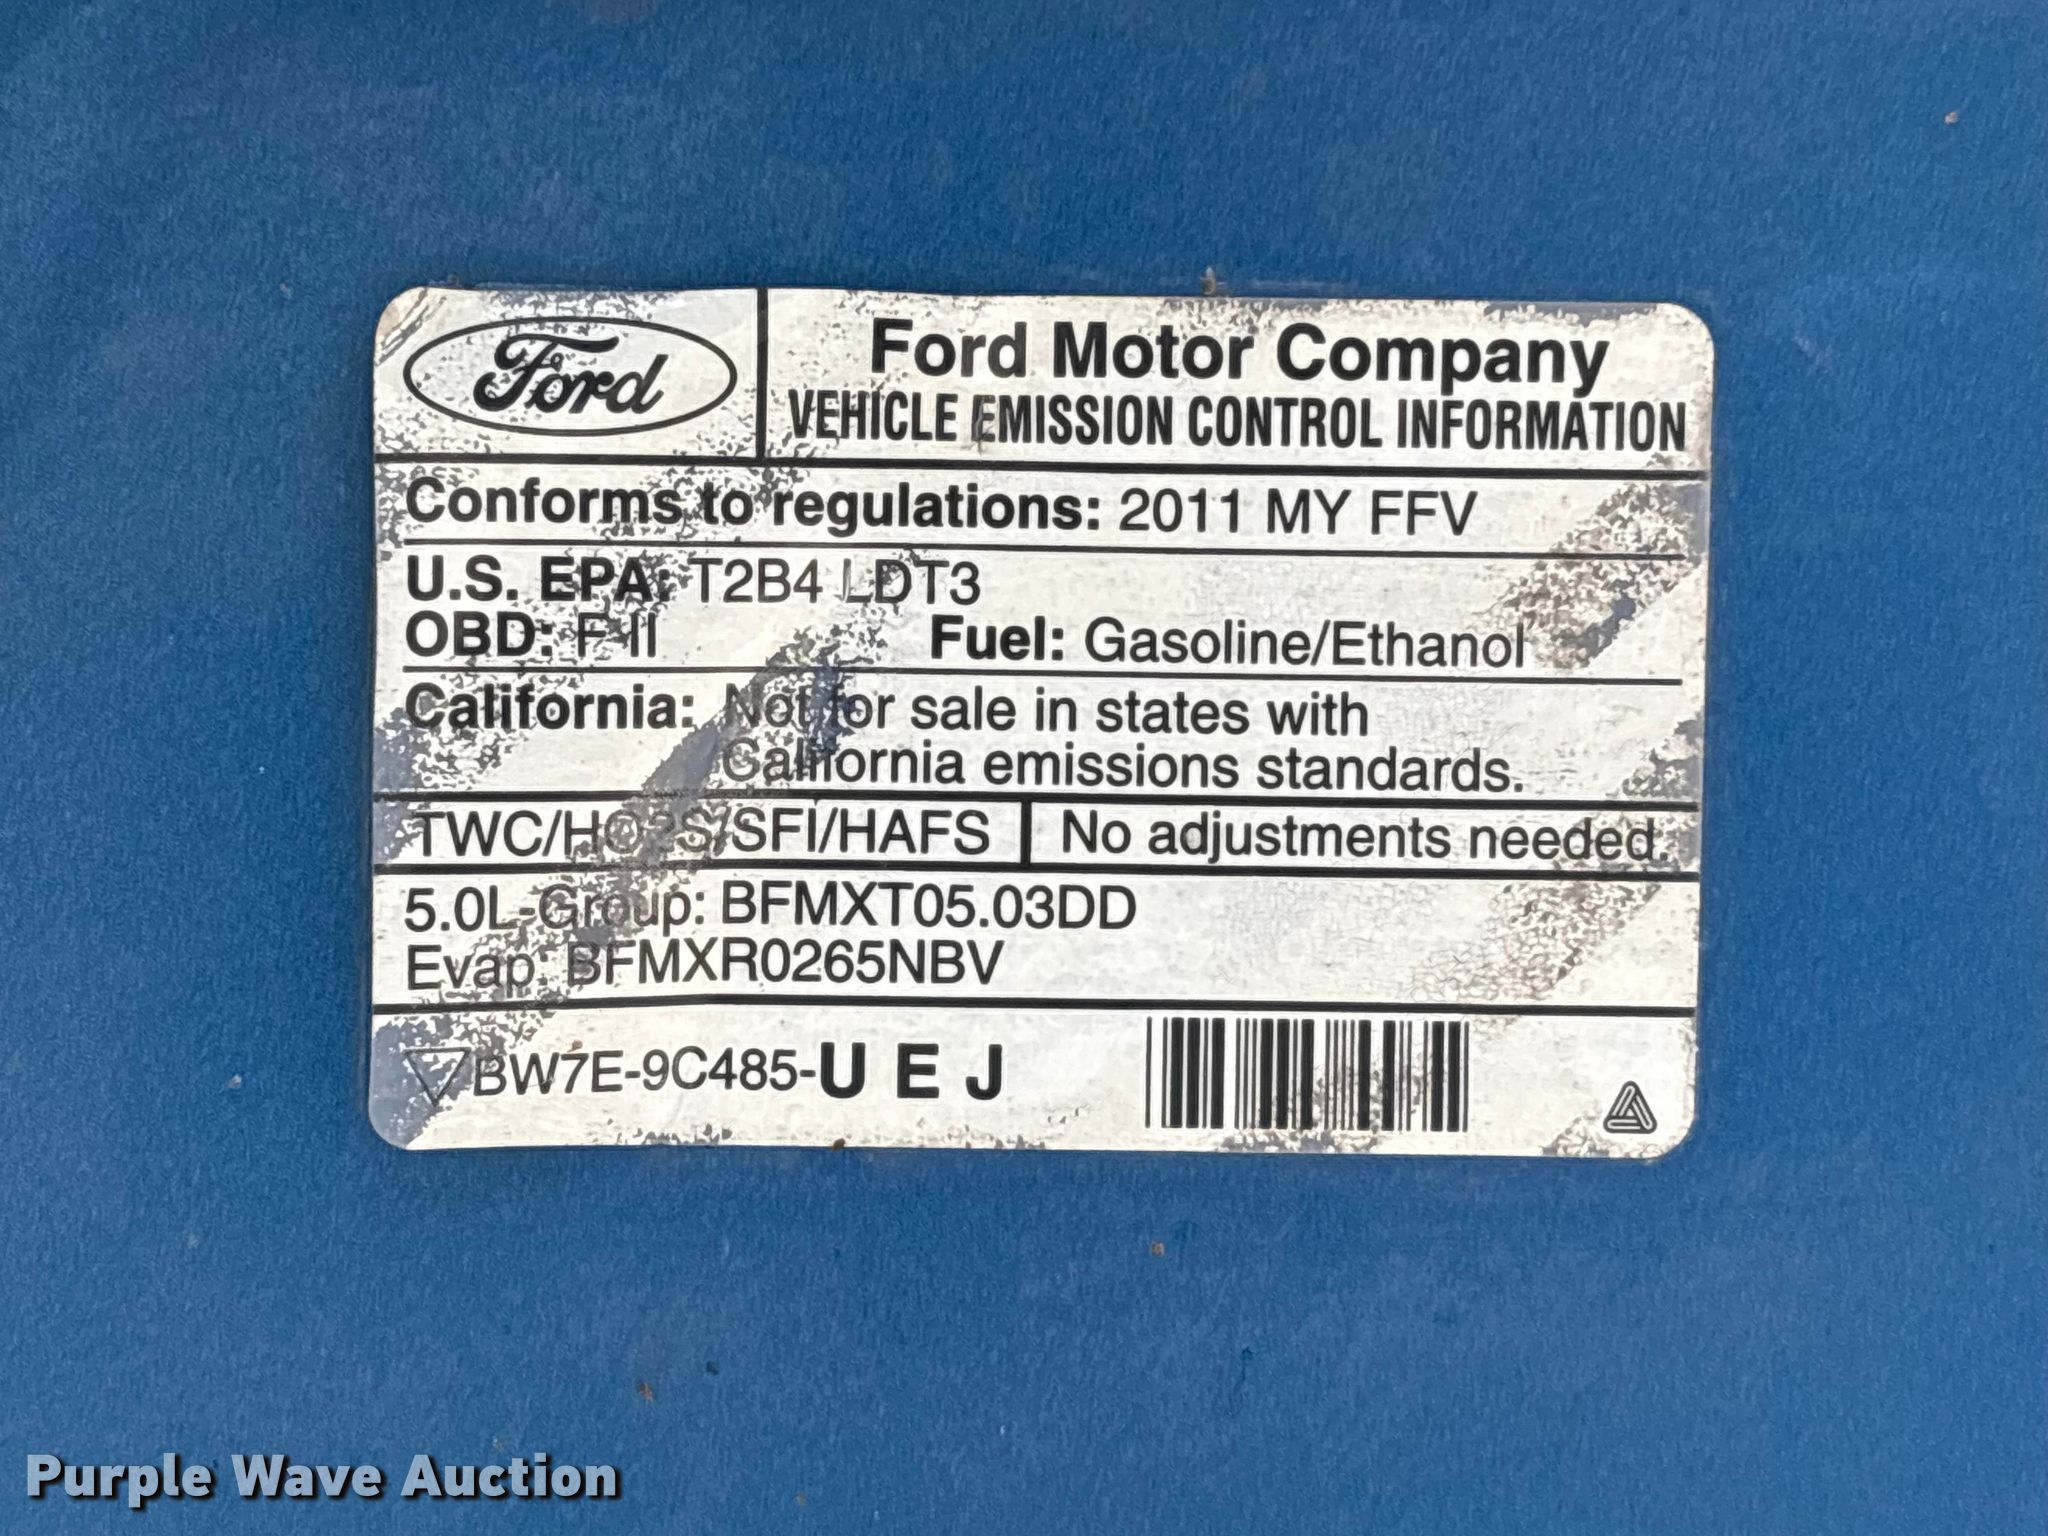 Ford
Ford Motor Company
VEHICLE EMISSION CONTROL INFORMATION
Conforms to regulations: 2011 MY FFV
U.S. EPA: T2B4 LDT3
OBD: F-II
Fuel: Gasoline/Ethanol
California: Not for sale in states with
California emissions standards.
TWC/HO2S/SFI/HAFS
No adjustments needed.
5.0L-Group: BFMXT05.03DD
Evap: BFMXR0265NBV
BW7E-9C485-U E J
Purple Wave Auction